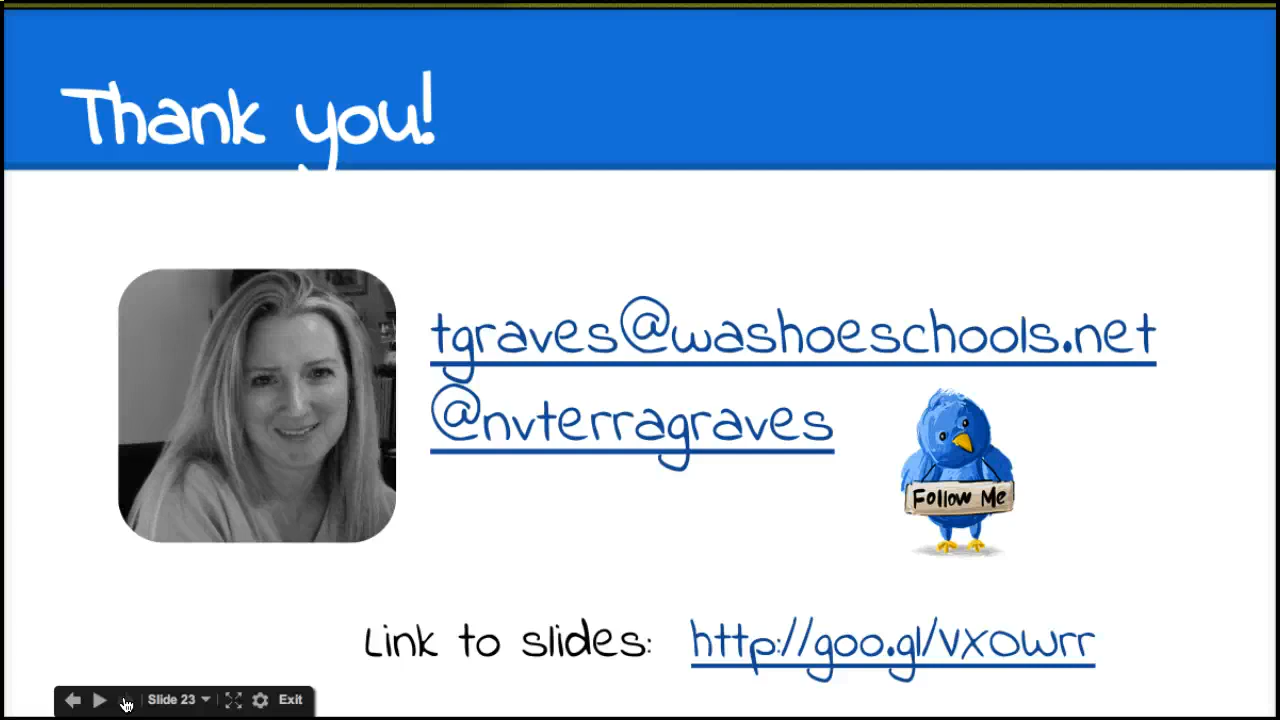 Thank you!
tgraves@washoeschools.net
@nvterragraves
Follow Me
Link to slides: http://goo.gl/VXOwrr
Slide 23 Exit